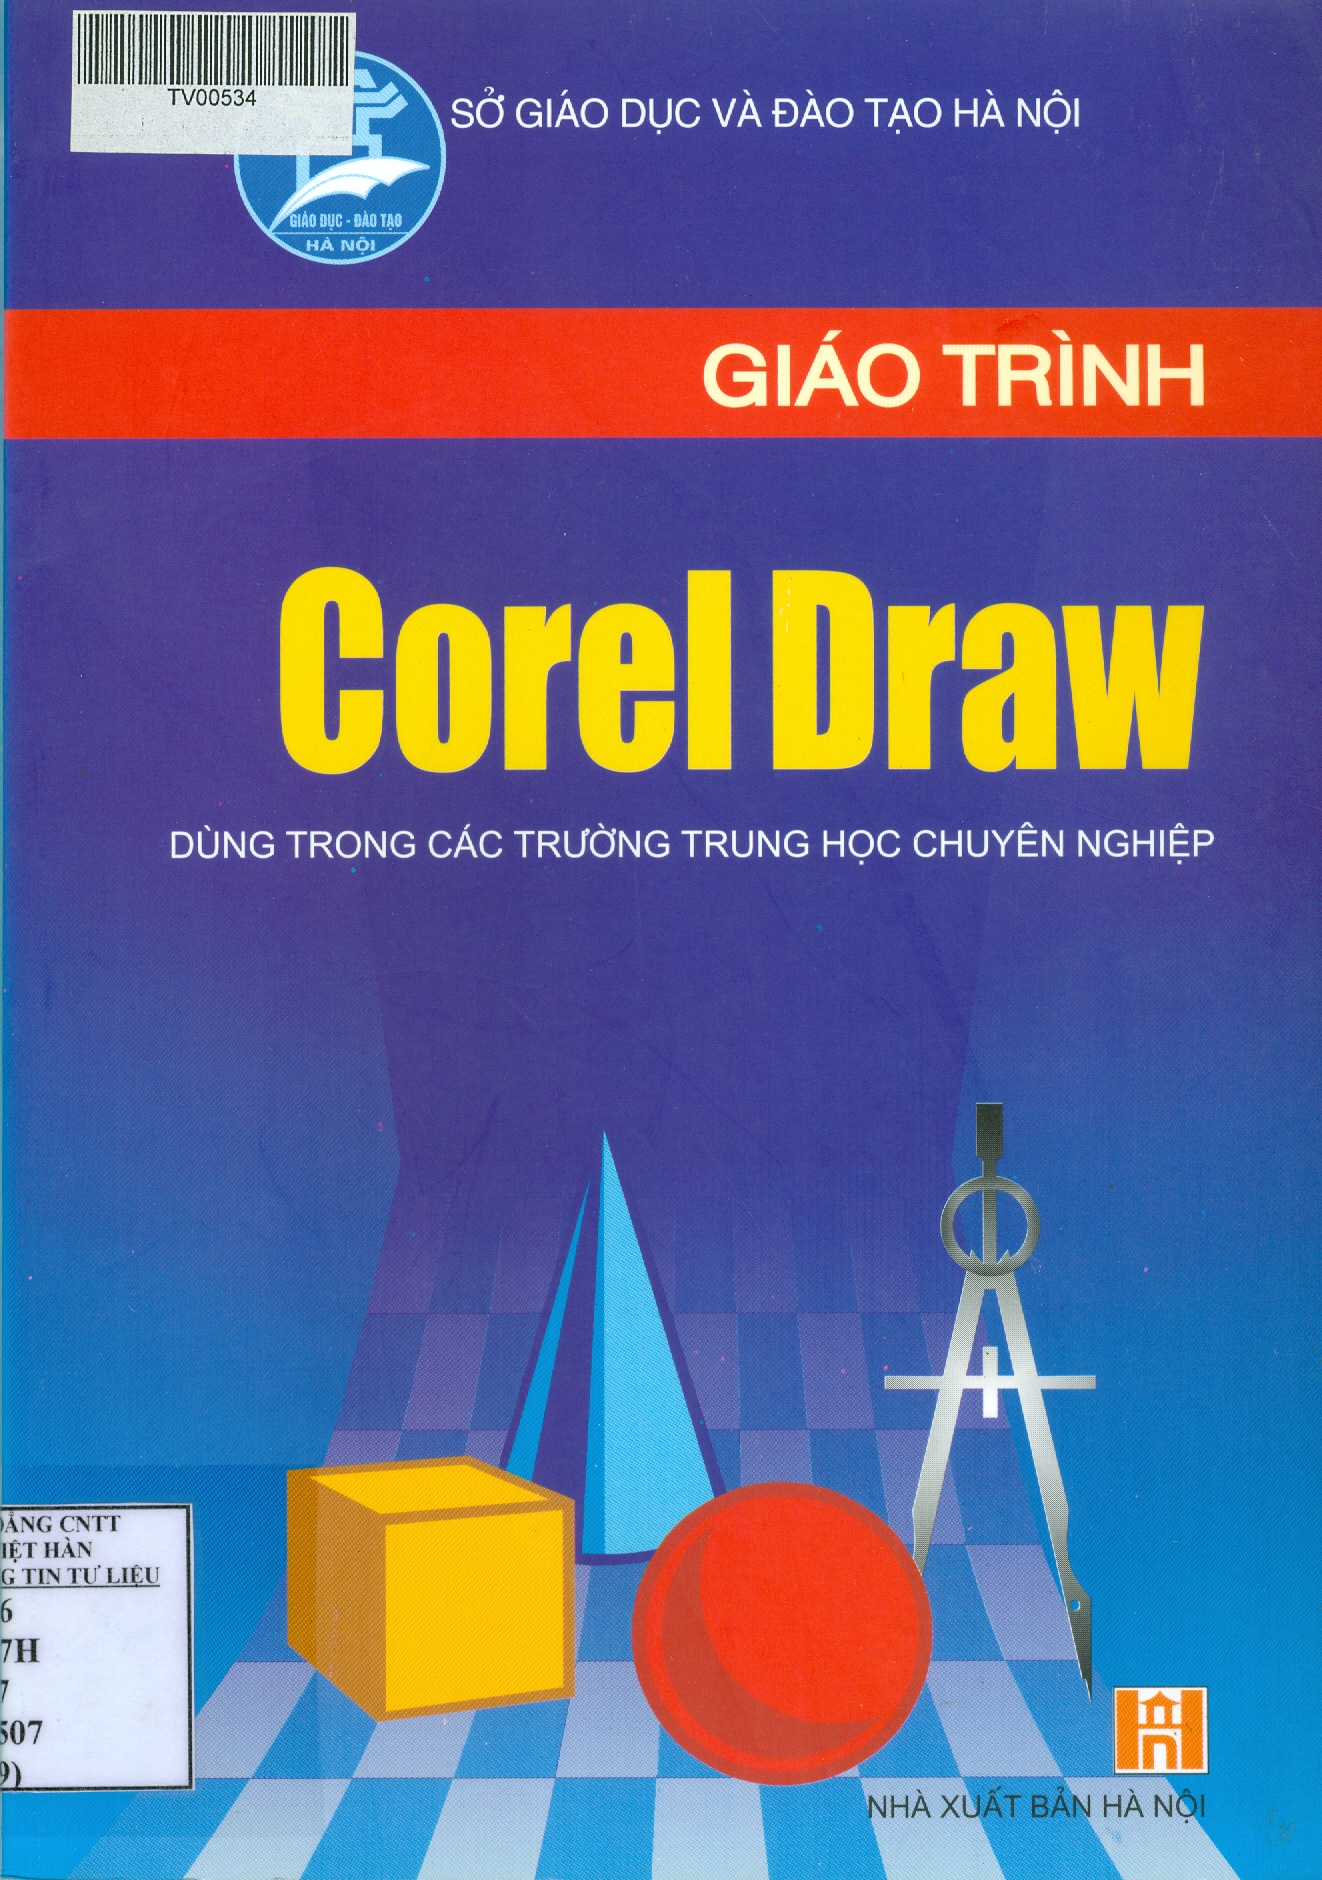 TV00534
SỞ GIÁO DỤC VÀ ĐÀO TẠO HÀ NỘI
GIÁO DỤC - ĐÀO TẠO
HÀ NỘI
GIÁO TRÌNH
Corel Draw
DÙNG TRONG CÁC TRƯỜNG TRUNG HỌC CHUYÊN NGHIỆP
ĐẲNG CNTT
IỆT HÀN
G TIN TƯ LIỆU
6
7H
7
507
9)
NHÀ XUẤT BẢN HÀ NỘI